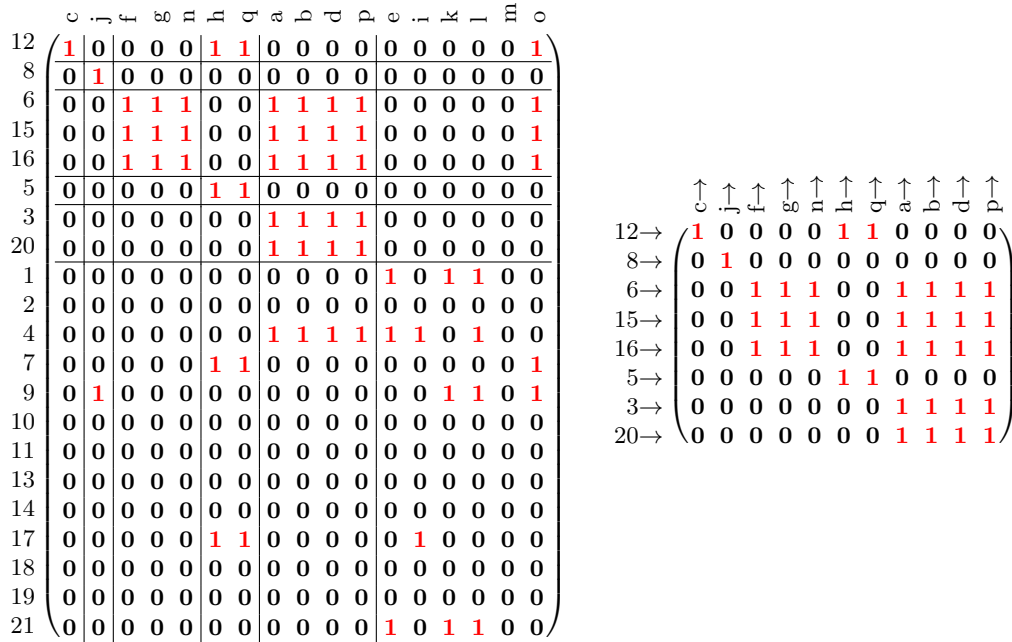 c j f g n h q a b d p e i k l m o
12 1 0 0 0 0 1 1 0 0 0 0 0 0 0 0 0 1
8 0 1 0 0 0 0 0 0 0 0 0 0 0 0 0 0 0
6 0 0 1 1 1 0 0 1 1 1 1 0 0 0 0 0 1
15 0 0 1 1 1 0 0 1 1 1 1 0 0 0 0 0 1
16 0 0 1 1 1 0 0 1 1 1 1 0 0 0 0 0 1
5 0 0 0 0 0 1 1 0 0 0 0 0 0 0 0 0 0
3 0 0 0 0 0 0 0 1 1 1 1 0 0 0 0 0 0
20 0 0 0 0 0 0 0 1 1 1 1 0 0 0 0 0 0
1 0 0 0 0 0 0 0 0 0 0 0 1 0 1 1 0 0
2 0 0 0 0 0 0 0 0 0 0 0 0 0 0 0 0 0
4 0 0 0 0 0 0 0 1 1 1 1 1 1 0 1 0 0
7 0 0 0 0 0 1 1 0 0 0 0 0 0 0 0 0 1
9 0 1 0 0 0 0 0 0 0 0 0 0 0 1 1 0 1
10 0 0 0 0 0 0 0 0 0 0 0 0 0 0 0 0 0
11 0 0 0 0 0 0 0 0 0 0 0 0 0 0 0 0 0
13 0 0 0 0 0 0 0 0 0 0 0 0 0 0 0 0 0
14 0 0 0 0 0 0 0 0 0 0 0 0 0 0 0 0 0
17 0 0 0 0 0 1 1 0 0 0 0 0 1 0 0 0 0
18 0 0 0 0 0 0 0 0 0 0 0 0 0 0 0 0 0
19 0 0 0 0 0 0 0 0 0 0 0 0 0 0 0 0 0
21 0 0 0 0 0 0 0 0 0 0 0 1 0 1 1 0 0
c→ j→ f→ g→ n→ h→ q→ a→ b→ d→ p→
12→ 1 0 0 0 0 1 1 0 0 0 0
8→ 0 1 0 0 0 0 0 0 0 0 0
6→ 0 0 1 1 1 0 0 1 1 1 1
15→ 0 0 1 1 1 0 0 1 1 1 1
16→ 0 0 1 1 1 0 0 1 1 1 1
5→ 0 0 0 0 0 1 1 0 0 0 0
3→ 0 0 0 0 0 0 0 1 1 1 1
20→ 0 0 0 0 0 0 0 1 1 1 1